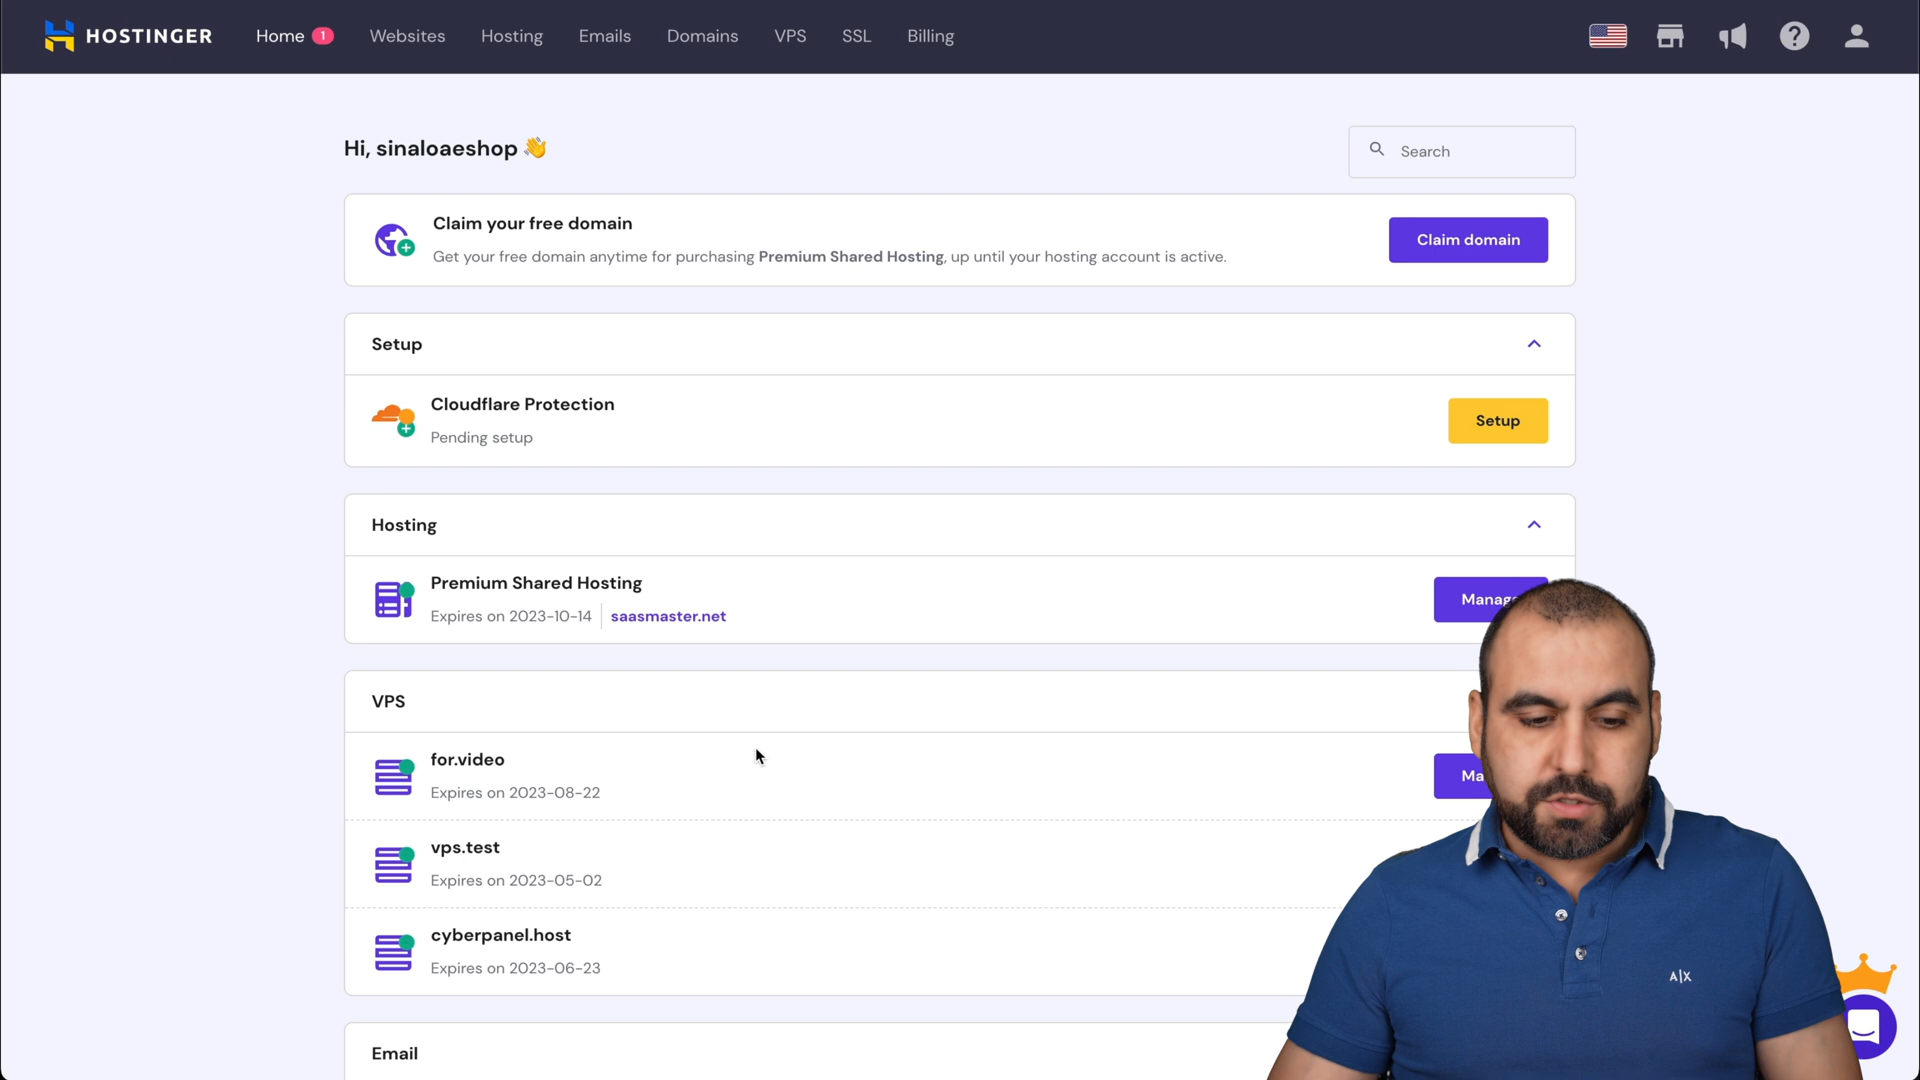 HOSTINGER
Home 1 Websites Hosting Emails Domains VPS SSL Billing
Hi, sinaloaeshop 👋
Search
Claim your free domain
Get your free domain anytime for purchasing Premium Shared Hosting, up until your hosting account is active.
Claim domain
Setup
Cloudflare Protection
Pending setup
Setup
Hosting
Premium Shared Hosting
Expires on 2023-10-14 saasmaster.net
Manage
VPS
for.video
Expires on 2023-08-22
Ma
vps.test
Expires on 2023-05-02
cyberpanel.host
Expires on 2023-06-23
Email
A|X